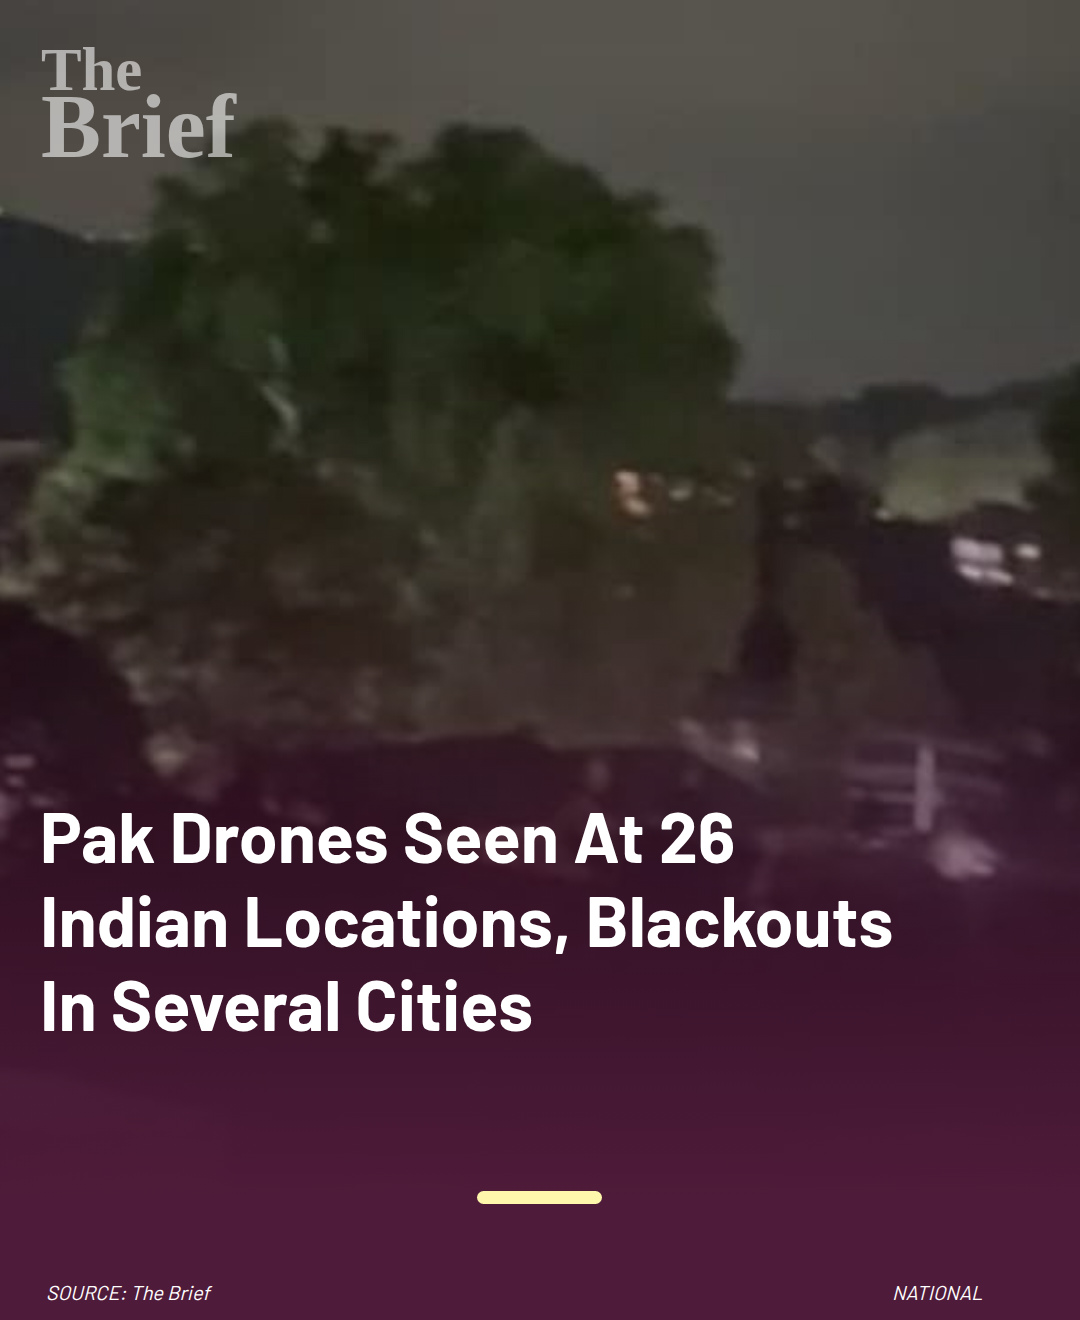 The
Brief
Pak Drones Seen At 26
Indian Locations, Blackouts
In Several Cities
SOURCE: The Brief
NATIONAL